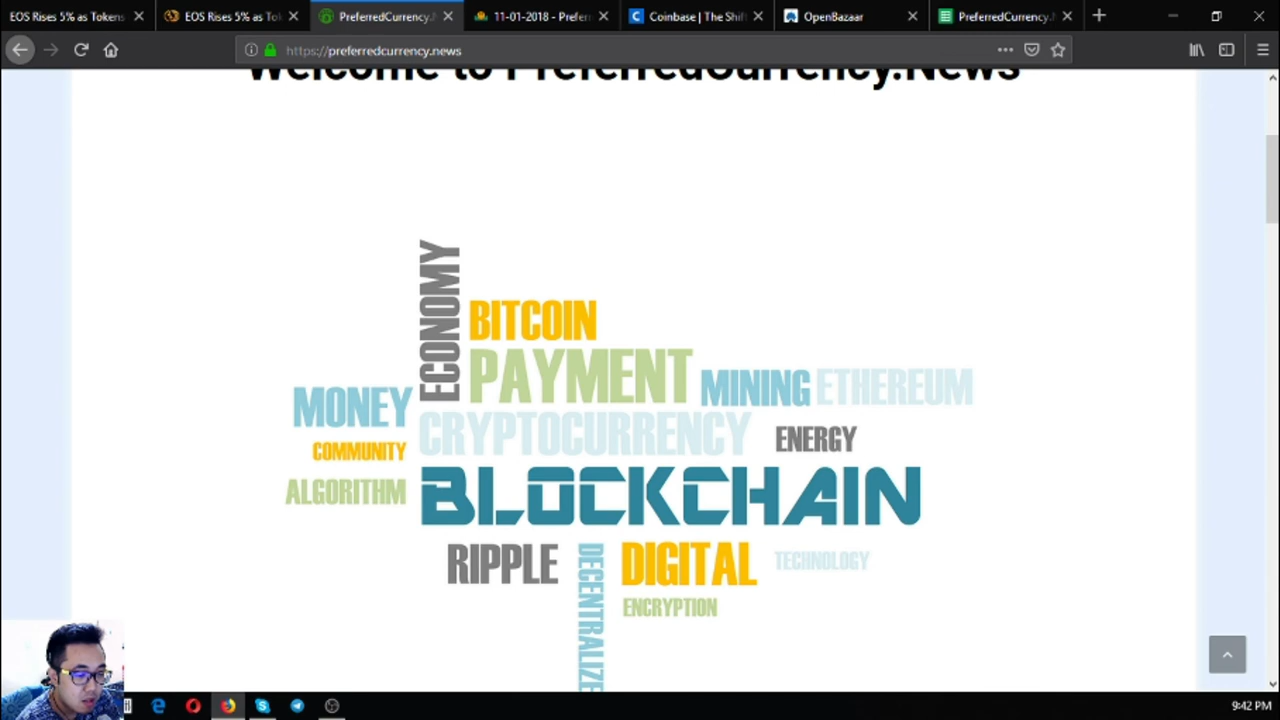 EOS Rises 5% as Tokens
EOS Rises 5% as Tok
PreferredCurrency.
11-01-2018 - Prefer
Coinbase | The Shif
OpenBazaar
PreferredCurrency.
https://preferredcurrency.news
Welcome to PreferredCurrency.News
ECONOMY
BITCOIN
PAYMENT
MONEY
MINING
ETHEREUM
CRYPTOCURRENCY
ENERGY
COMMUNITY
BLOCKCHAIN
ALGORITHM
RIPPLE
DECENTRALIZE
DIGITAL
TECHNOLOGY
ENCRYPTION
9:42 PM